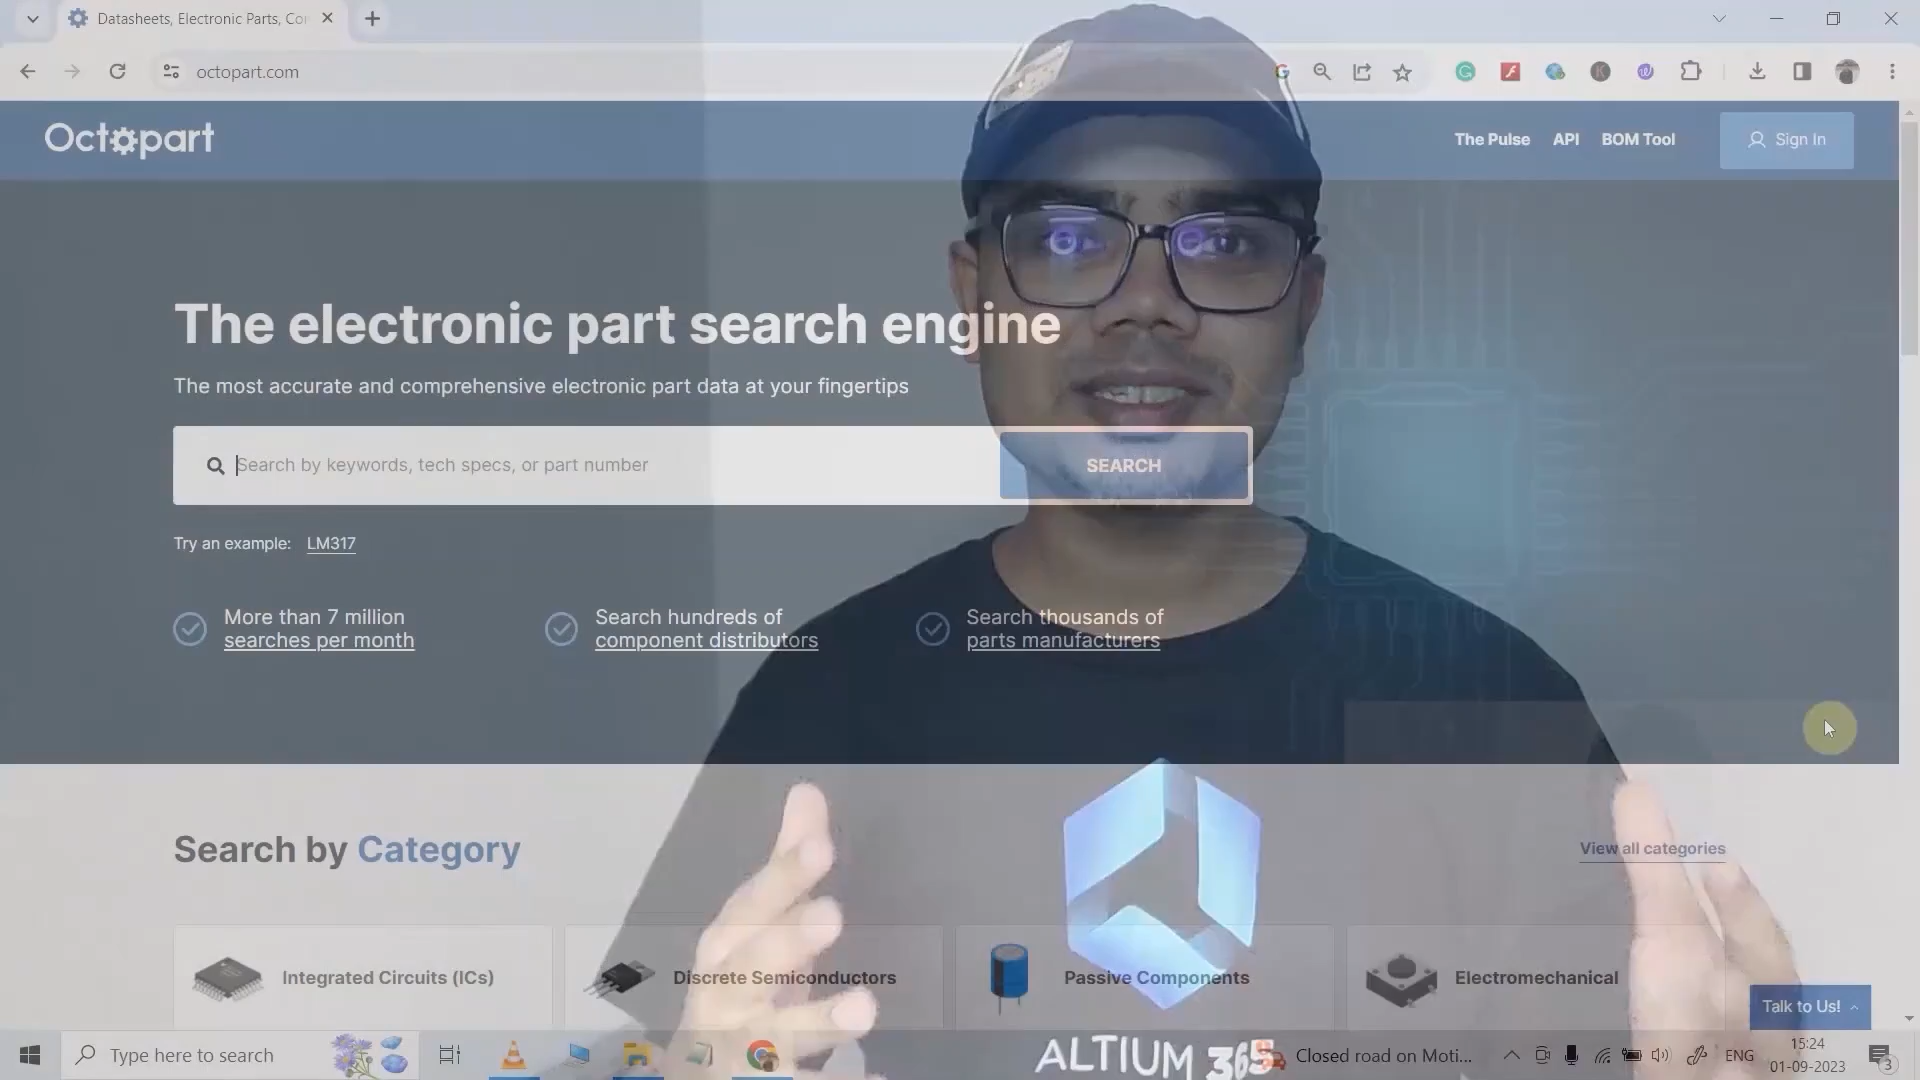 Datasheets, Electronic Parts, Co
octopart.com
Octopart
The Pulse
API
BOM Tool
Sign In
The electronic part search engine
The most accurate and comprehensive electronic part data at your fingertips
Search by keywords, tech specs, or part number
SEARCH
Try an example: LM317
More than 7 million
searches per month
Search hundreds of
component distributors
Search thousands of
parts manufacturers
Search by Category
View all categories
Integrated Circuits (ICs)
Discrete Semiconductors
Passive Components
Electromechanical
Talk to Us!
ALTIUM 365
Type here to search
Closed road on Moti...
ENG
15:24
01-09-2023
3